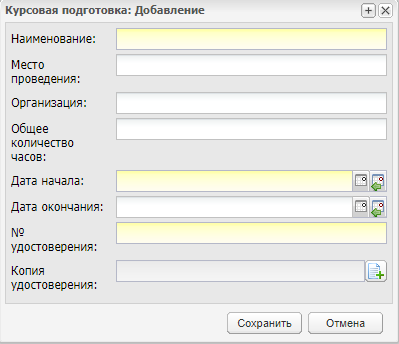 Курсовая подготовка: Добавление
Наименование:
Место
проведения:
Организация:
Общее
количество
часов:
Дата начала:
Дата окончания:
№
удостоверения:
Копия
удостоверения:
Сохранить Отмена